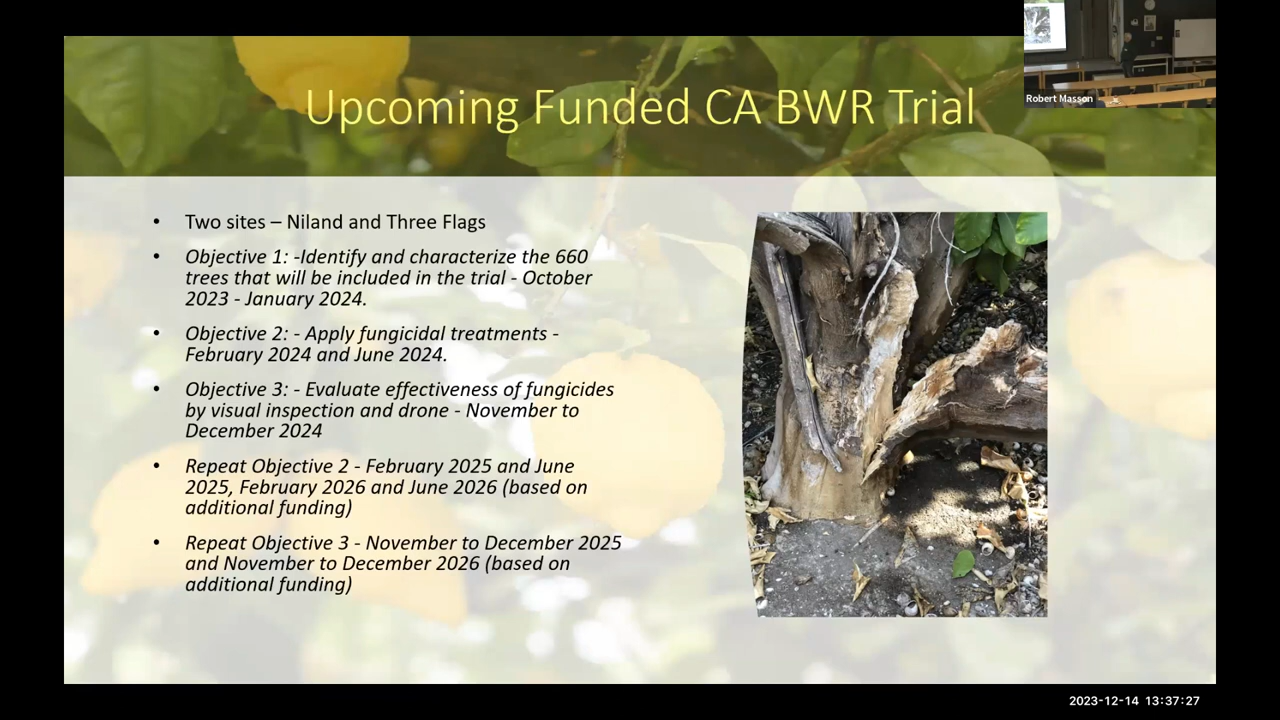 Upcoming Funded CA BWR Trial
Robert Masson
• Two sites – Niland and Three Flags
• Objective 1: -Identify and characterize the 660
trees that will be included in the trial - October
2023 - January 2024.
• Objective 2: - Apply fungicidal treatments -
February 2024 and June 2024.
• Objective 3: - Evaluate effectiveness of fungicides
by visual inspection and drone - November to
December 2024
• Repeat Objective 2 - February 2025 and June
2025, February 2026 and June 2026 (based on
additional funding)
• Repeat Objective 3 - November to December 2025
and November to December 2026 (based on
additional funding)
2023-12-14 13:37:27